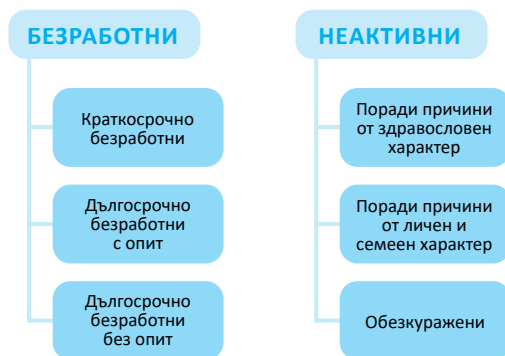 БЕЗРАБОТНИ
Краткосрочно
безработни
Дългосрочно
безработни
с опит
Дългосрочно
безработни
без опит
НЕАКТИВНИ
Поради причини
от здравословен
характер
Поради причини
от личен и
семеен характер
Обезкуражени